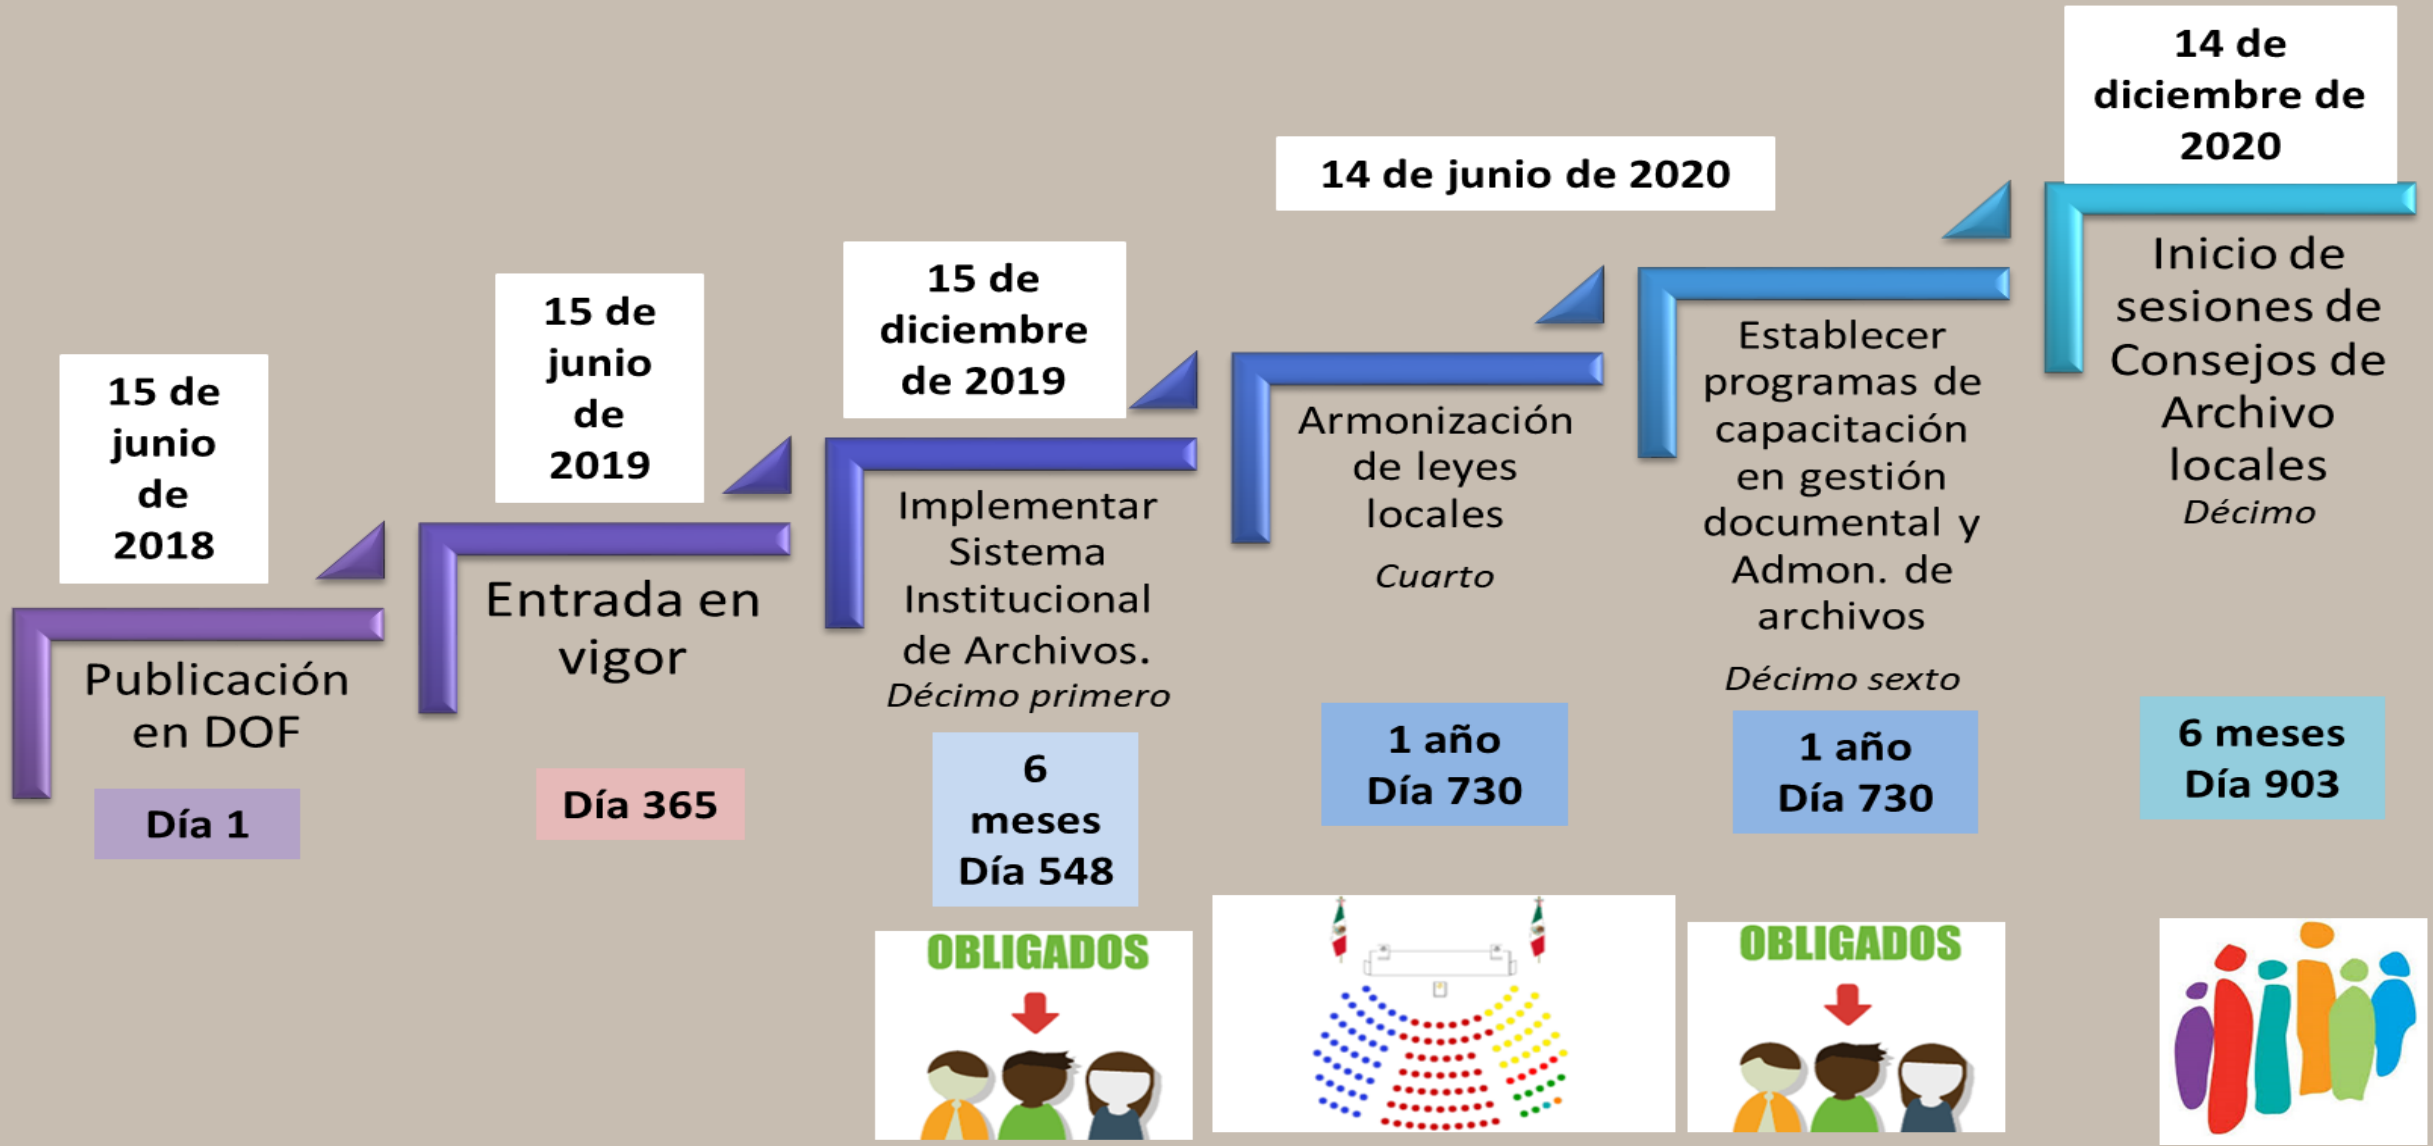 15 de
junio
de
2018
Publicación
en DOF
Día 1
15 de
junio
de
2019
Entrada en
vigor
Día 365
15 de
diciembre
de 2019
Implementar
Sistema
Institucional
de Archivos.
Décimo primero
6
meses
Día 548
OBLIGADOS
14 de junio de 2020
Armonización
de leyes
locales
Cuarto
1 año
Día 730
Establecer
programas de
capacitación
en gestión
documental y
Admon. de
archivos
Décimo sexto
1 año
Día 730
OBLIGADOS
14 de
diciembre de
2020
Inicio de
sesiones de
Consejos de
Archivo
locales
Décimo
6 meses
Día 903